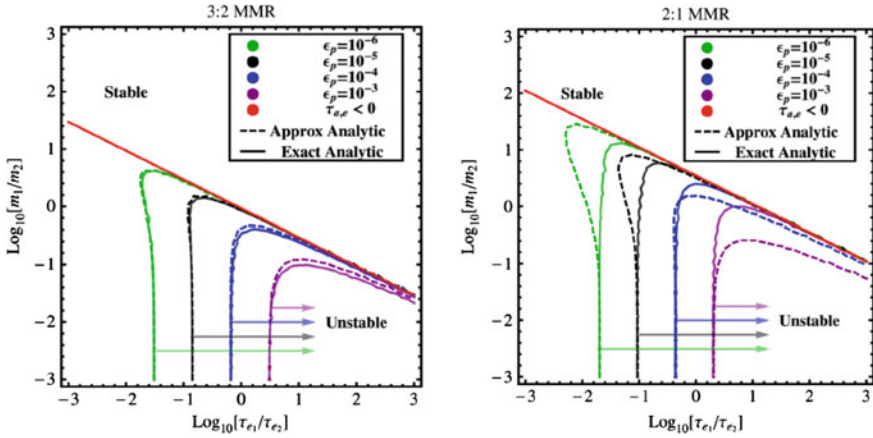 3:2 MMR
3
2
1
0
−1
−2
−3
Log₁₀[m₁/m₂]
Stable
ϵₚ=10⁻⁶
ϵₚ=10⁻⁵
ϵₚ=10⁻⁴
ϵₚ=10⁻³
τₐ,ₑ < 0
Approx Analytic
Exact Analytic
Unstable
−3 −2 −1 0 1 2 3
Log₁₀[τₑ₁/τₑ₂]
2:1 MMR
3
2
1
0
−1
−2
−3
Log₁₀[m₁/m₂]
Stable
ϵₚ=10⁻⁶
ϵₚ=10⁻⁵
ϵₚ=10⁻⁴
ϵₚ=10⁻³
τₐ,ₑ < 0
Approx Analytic
Exact Analytic
Unstable
−3 −2 −1 0 1 2 3
Log₁₀[τₑ₁/τₑ₂]